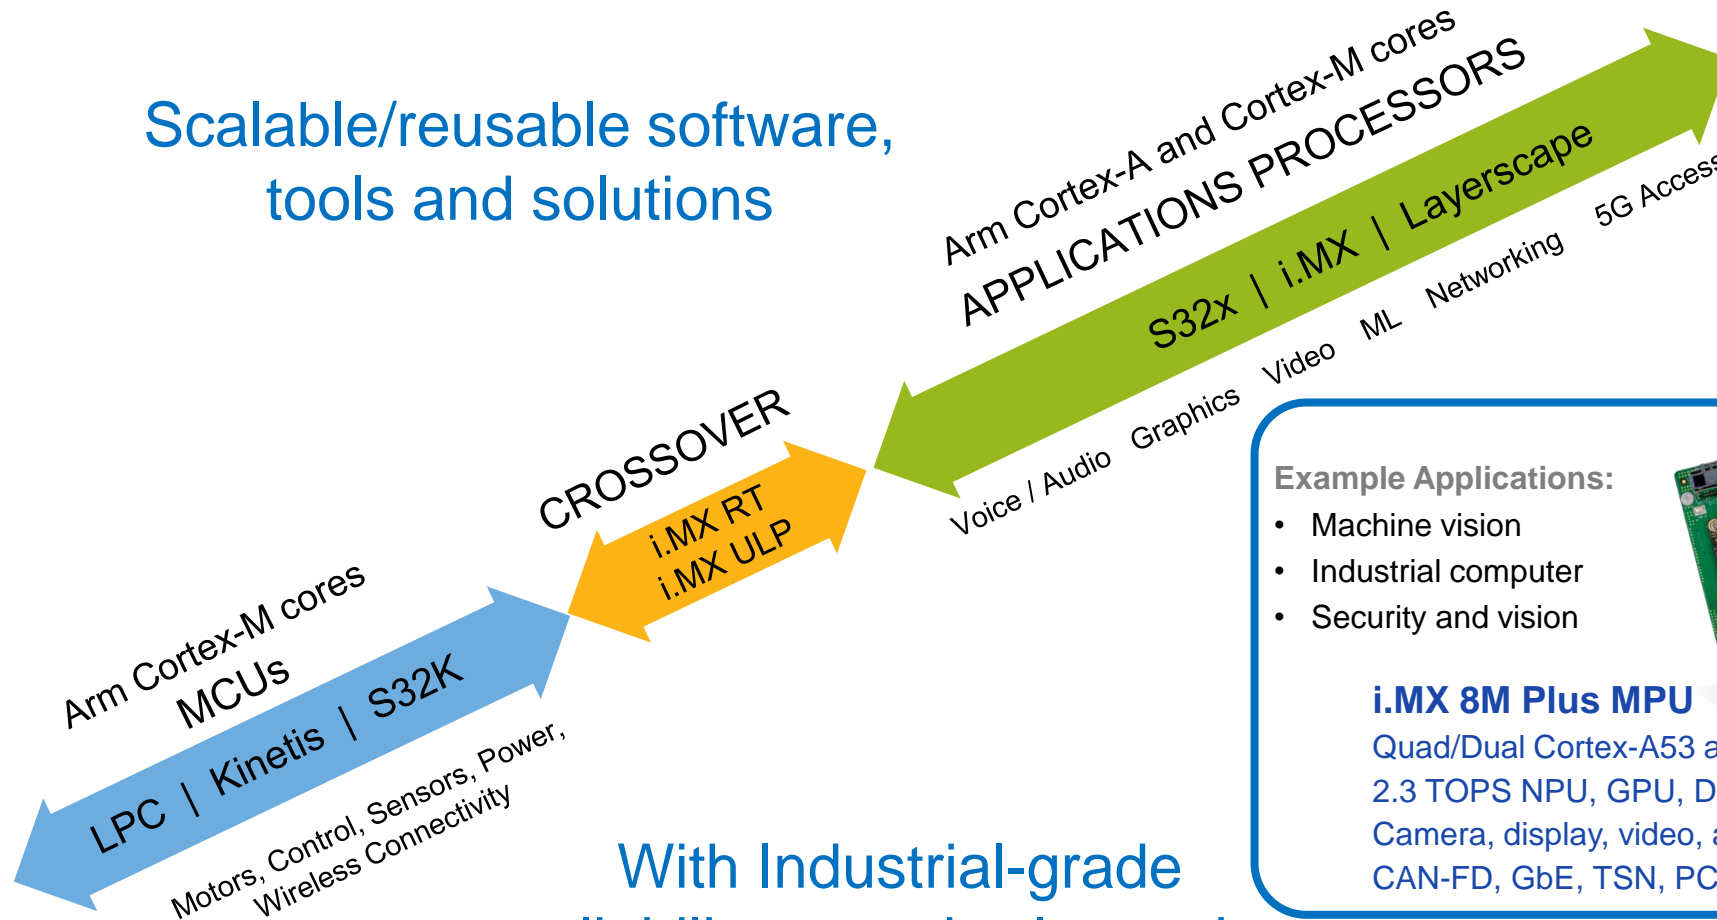 Scalable/reusable software,
tools and solutions
Arm Cortex-A and Cortex-M cores
APPLICATIONS PROCESSORS
S32x | i.MX | Layerscape
Voice / Audio Graphics Video ML Networking 5G Access
CROSSOVER
i.MX RT
i.MX ULP
Arm Cortex-M cores
MCUs
LPC | Kinetis | S32K
Motors, Control, Sensors, Power,
Wireless Connectivity
Example Applications:
• Machine vision
• Industrial computer
• Security and vision
i.MX 8M Plus MPU
Quad/Dual Cortex-A53
2.3 TOPS NPU, GPU,
Camera, display, video,
CAN-FD, GbE, TSN,
With Industrial-grade